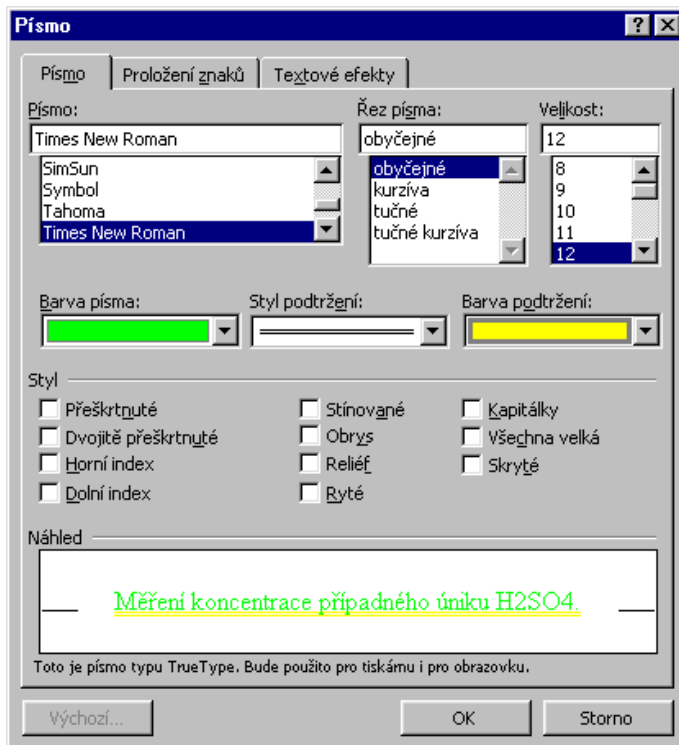 Písmo
Písmo Proložení znaků Textové efekty
Písmo: Řez písma: Velikost:
Times New Roman obyčejné 12
SimSun obyčejné 8
Symbol kurzíva 9
Tahoma tučné 10
Times New Roman tučné kurzíva 11
12
Barva písma: Styl podtržení: Barva podtržení:
Styl
Přeškrtnuté Stínované Kapitálky
Dvojitě přeškrtnuté Obrys Všechna velká
Horní index Reliéf Skryté
Dolní index Ryté
Náhled
Měření koncentrace případného úniku H2SO4.
Toto je písmo typu TrueType. Bude použito pro tiskárnu i pro obrazovku.
Výchozí... OK Storno